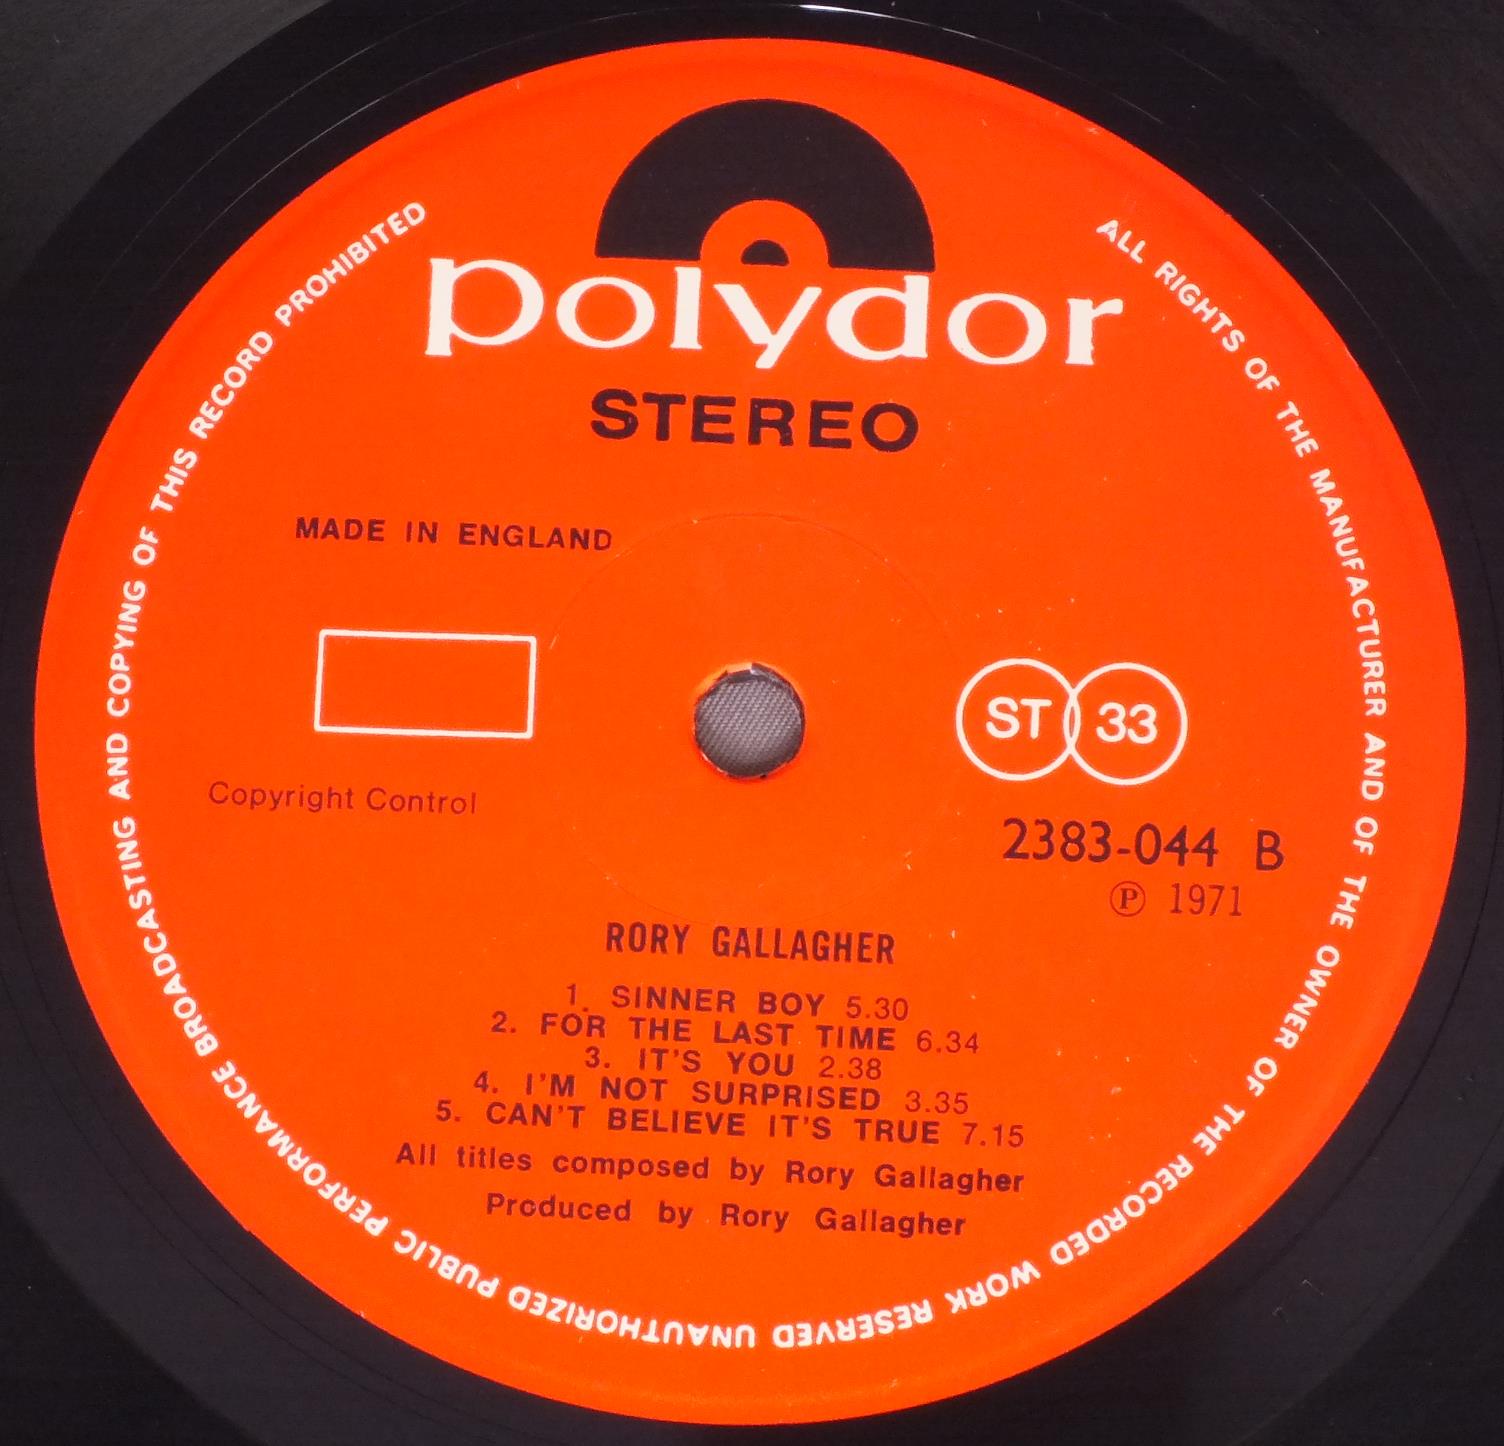 polydor
STEREO
MADE IN ENGLAND
ST 33
Copyright Control
2383-044 B
℗ 1971
RORY GALLAGHER
1. SINNER BOY 5.30
2. FOR THE LAST TIME 6.34
3. IT'S YOU 2.38
4. I'M NOT SURPRISED 3.35
5. CAN'T BELIEVE IT'S TRUE 7.15
All titles composed by Rory Gallagher
Produced by Rory Gallagher
ALL RIGHTS OF THE MANUFACTURER AND OF THE OWNER OF THE RECORDED WORK RESERVED UNAUTHORIZED PUBLIC PERFORMANCE BROADCASTING AND COPYING OF THIS RECORD PROHIBITED